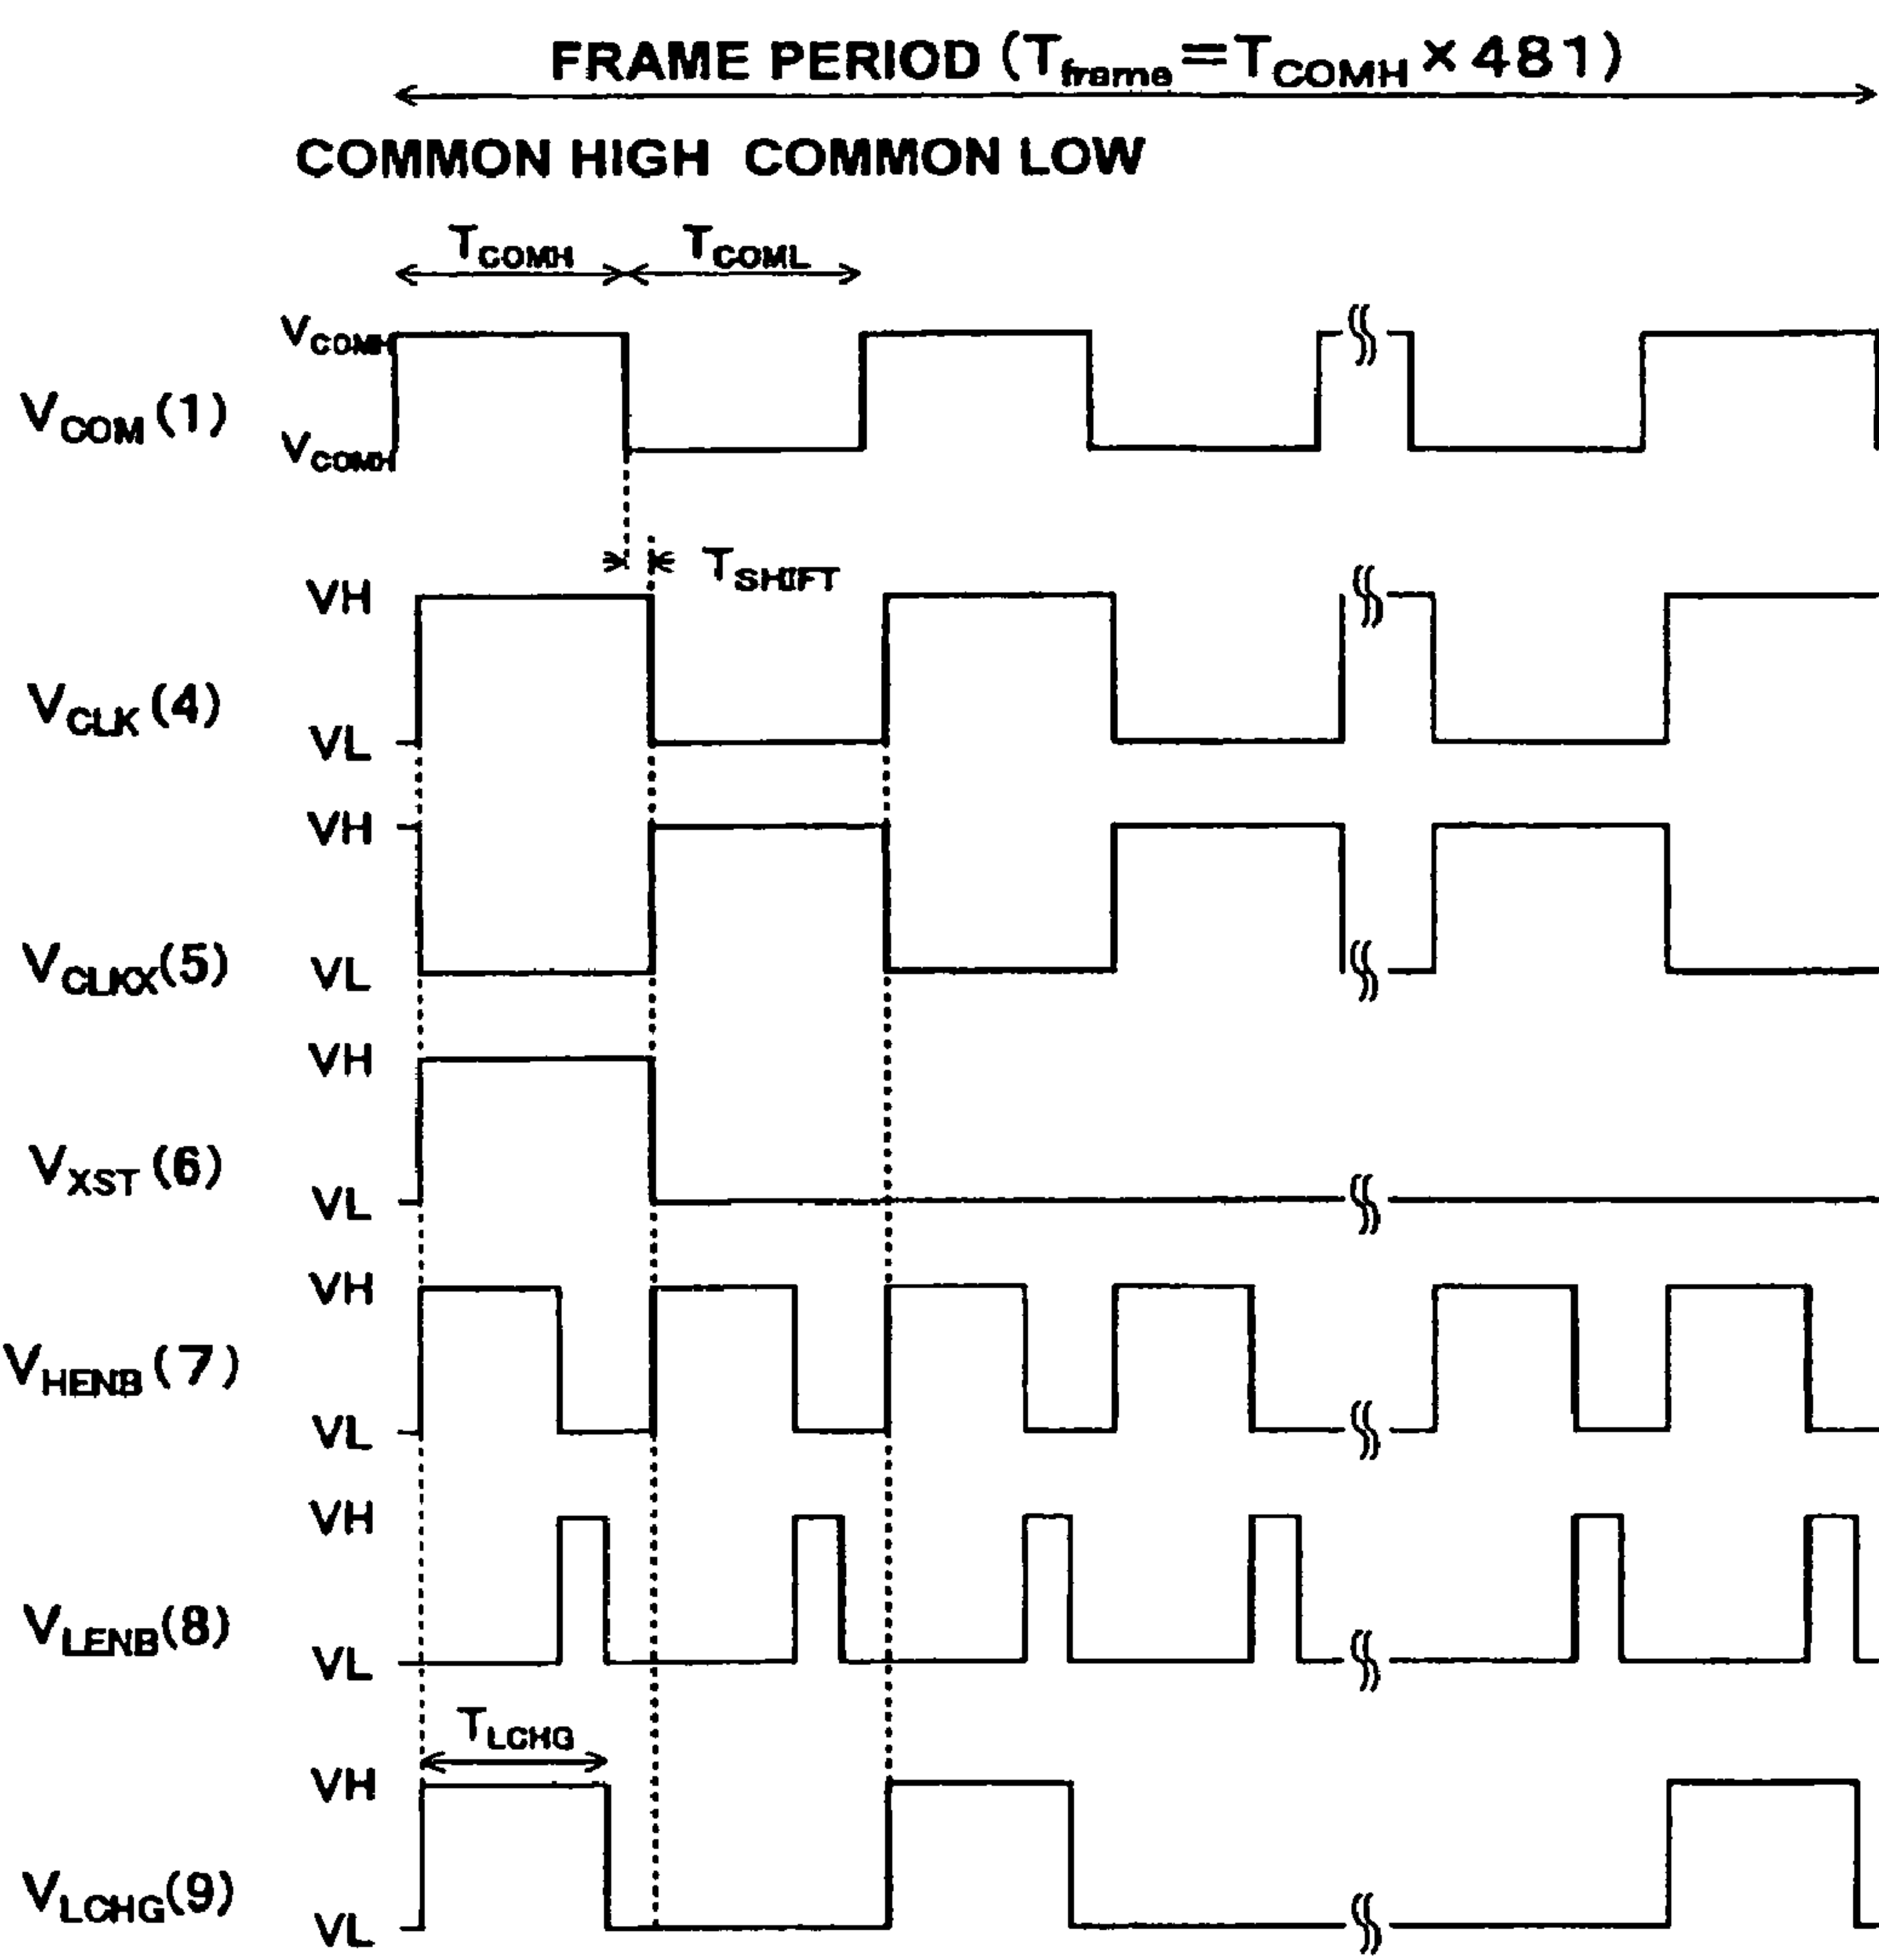 FRAME PERIOD (Tframe=TCOMH×481)
COMMON HIGH COMMON LOW
TCOMH TCOML
VCOMH
VCOM(1)
VCOMH
TSHIFT
VH
VCLK(4)
VL
VH
VCLKX(5)
VL
VH
VXST(6)
VL
VH
VHENB(7)
VL
VH
VLENB(8)
VL
TLCHG
VH
VLCHG(9)
VL